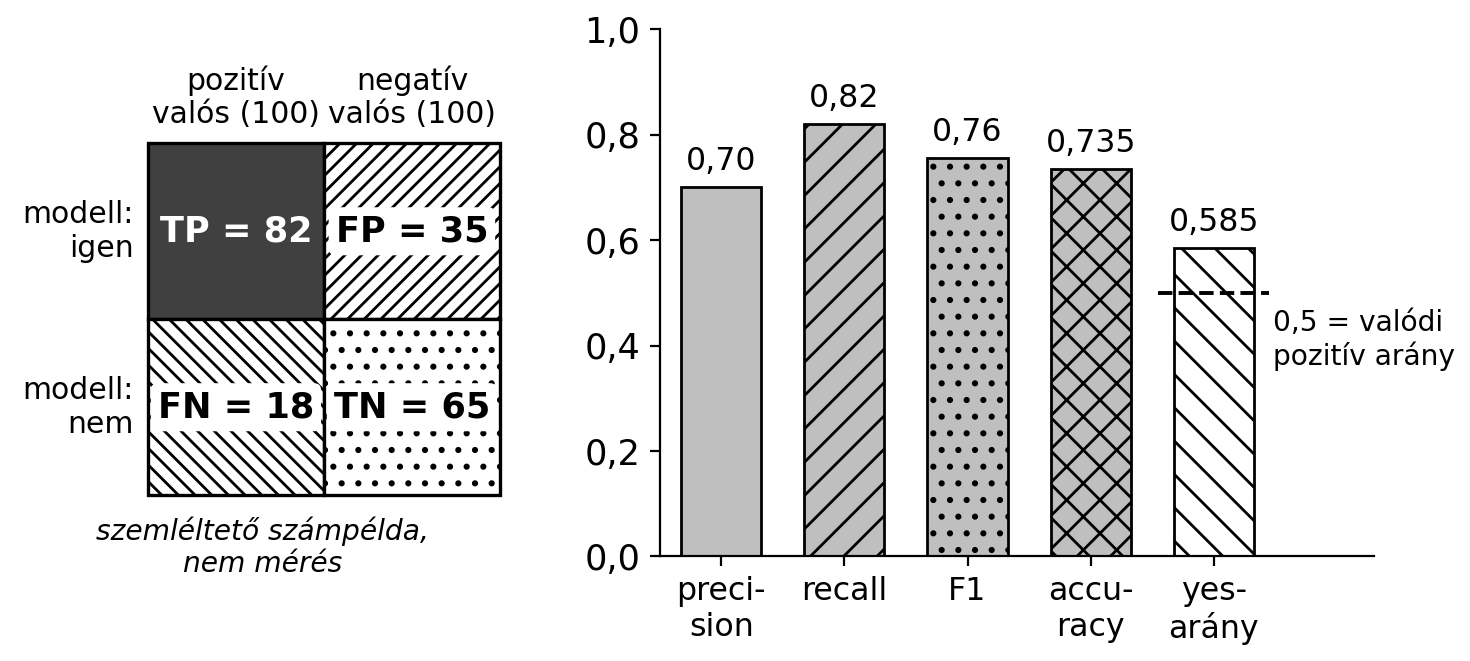 pozitív
valós (100)
negatív
valós (100)
modell:
igen
TP = 82
FP = 35
modell:
nem
FN = 18
TN = 65
szemléltető számpélda,
nem mérés
1,0
0,8
0,6
0,4
0,2
0,0
0,70
0,82
0,76
0,735
0,585
0,5 = valódi
pozitív arány
preci-
sion
recall
F1
accu-
racy
yes-
arány